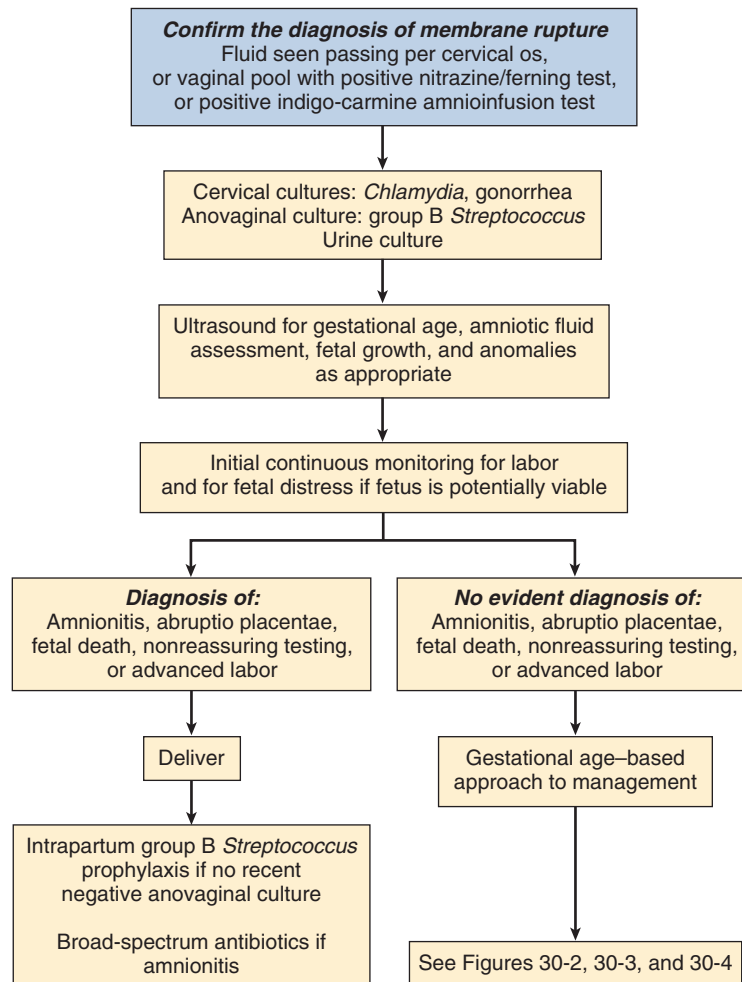 Confirm the diagnosis of membrane rupture
Fluid seen passing per cervical os,
or vaginal pool with positive nitrazine/ferning test,
or positive indigo-carmine amnioinfusion test
Cervical cultures: Chlamydia, gonorrhea
Anovaginal culture: group B Streptococcus
Urine culture
Ultrasound for gestational age, amniotic fluid
assessment, fetal growth, and anomalies
as appropriate
Initial continuous monitoring for labor
and for fetal distress if fetus is potentially viable
Diagnosis of:
Amnionitis, abruptio placentae,
fetal death, nonreassuring testing,
or advanced labor
Deliver
Intrapartum group B Streptococcus
prophylaxis if no recent
negative anovaginal culture
Broad-spectrum antibiotics if
amnionitis
No evident diagnosis of:
Amnionitis, abruptio placentae,
fetal death, nonreassuring testing,
or advanced labor
Gestational age–based
approach to management
See Figures 30-2, 30-3, and 30-4